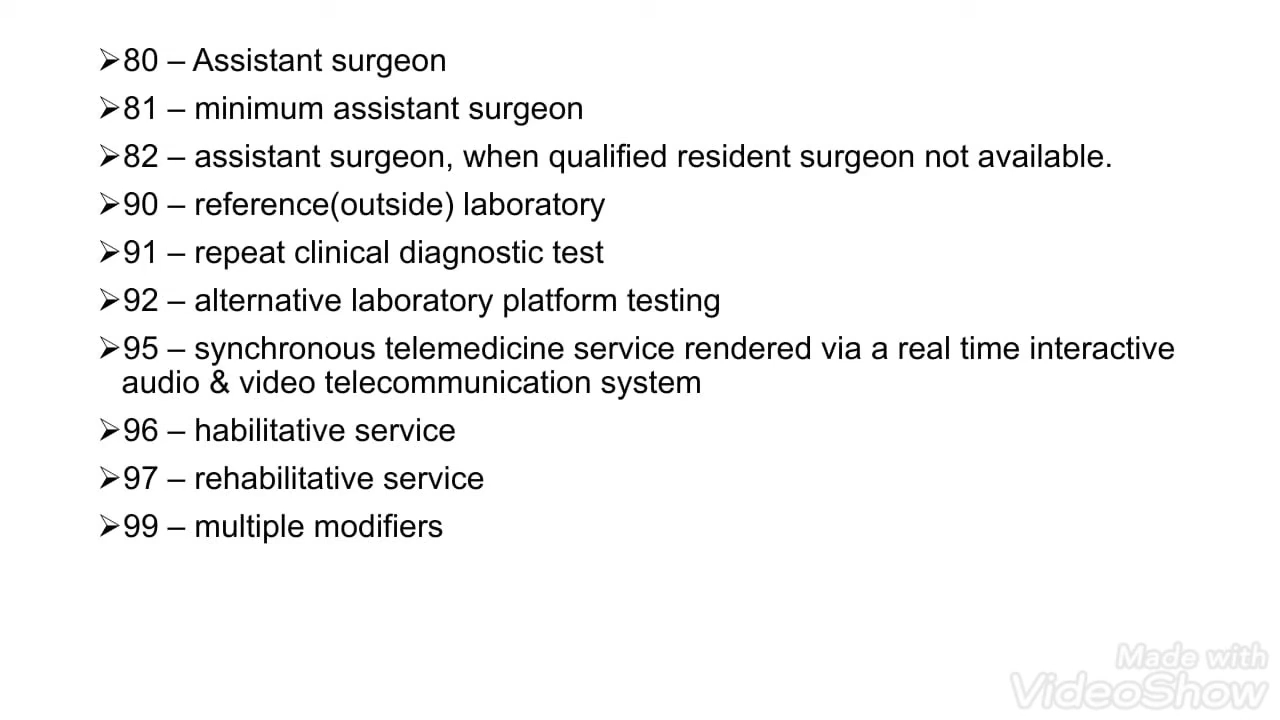 ➢80 – Assistant surgeon
➢81 – minimum assistant surgeon
➢82 – assistant surgeon, when qualified resident surgeon not available.
➢90 – reference(outside) laboratory
➢91 – repeat clinical diagnostic test
➢92 – alternative laboratory platform testing
➢95 – synchronous telemedicine service rendered via a real time interactive
audio & video telecommunication system
➢96 – habilitative service
➢97 – rehabilitative service
➢99 – multiple modifiers
Made with
VideoShow